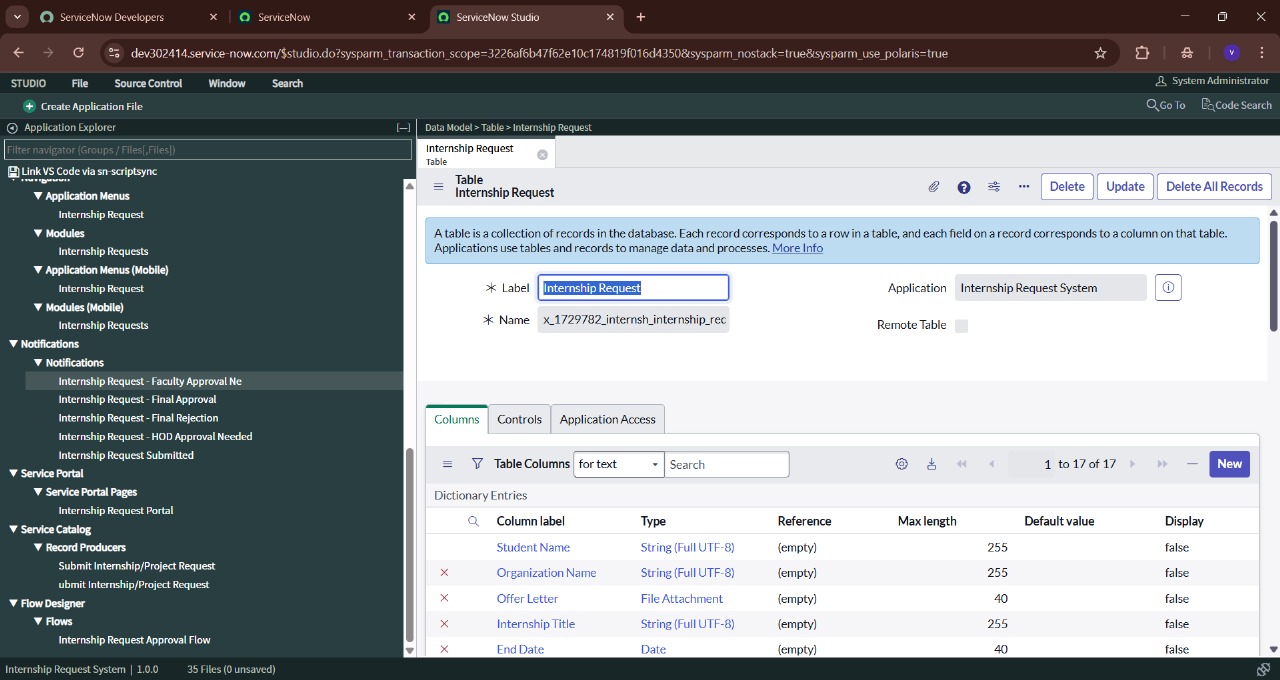 ServiceNow Developers
ServiceNow
ServiceNow Studio
dev302414.service-now.com/$studio.do?sysparm_transaction_scope=3226af6b47f62e10c174819f016d4350&sysparm_nostack=true&sysparm_use_polaris=true
STUDIO File Source Control Window Search
System Administrator
Create Application File
Go To Code Search
Application Explorer
Filter navigator (Groups / Files[,Files])
Link VS Code via sn-scriptsync
Navigation
Application Menus
Internship Request
Modules
Internship Requests
Application Menus (Mobile)
Internship Request
Modules (Mobile)
Internship Requests
Notifications
Notifications
Internship Request - Faculty Approval Ne
Internship Request - Final Approval
Internship Request - Final Rejection
Internship Request - HOD Approval Needed
Internship Request Submitted
Service Portal
Service Portal Pages
Internship Request Portal
Service Catalog
Record Producers
Submit Internship/Project Request
ubmit Internship/Project Request
Flow Designer
Flows
Internship Request Approval Flow
Data Model > Table > Internship Request
Internship Request
Table
Table
Internship Request
Delete Update Delete All Records
A table is a collection of records in the database. Each record corresponds to a row in a table, and each field on a record corresponds to a column on that table.
Applications use tables and records to manage data and processes. More Info
Label Internship Request
Application Internship Request System
Name x_1729782_internsh_internship_rec
Remote Table
Columns Controls Application Access
Table Columns for text Search 1 to 17 of 17 New
Dictionary Entries
Column label Type Reference Max length Default value Display
Student Name String (Full UTF-8) (empty) 255 false
Organization Name String (Full UTF-8) (empty) 255 false
Offer Letter File Attachment (empty) 40 false
Internship Title String (Full UTF-8) (empty) 255 false
End Date Date (empty) 40 false
Internship Request System | 1.0.0 35 Files (0 unsaved)